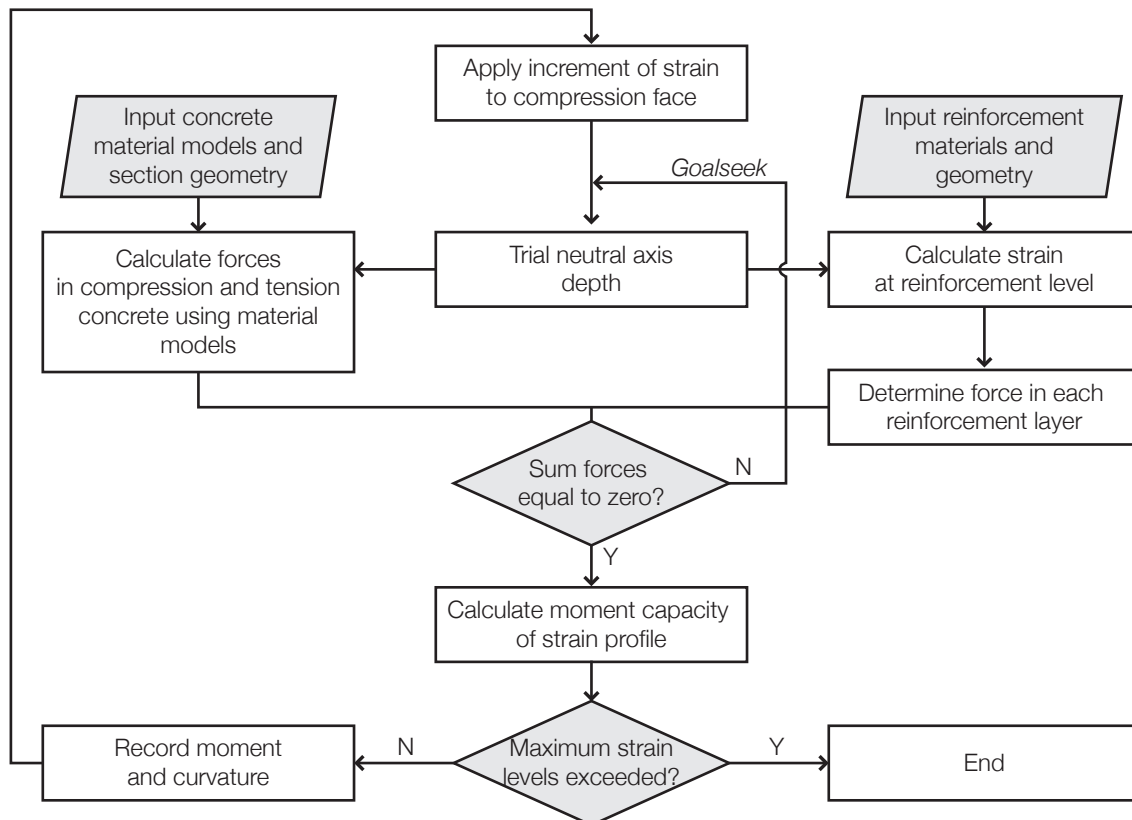 Apply increment of strain
to compression face
Input concrete
material models and
section geometry
Input reinforcement
materials and
geometry
Goalseek
Calculate forces
in compression and tension
concrete using material
models
Trial neutral axis
depth
Calculate strain
at reinforcement level
Determine force in each
reinforcement layer
Sum forces
equal to zero?
N
Y
Calculate moment capacity
of strain profile
Record moment
and curvature
N
Maximum strain
levels exceeded?
Y
End